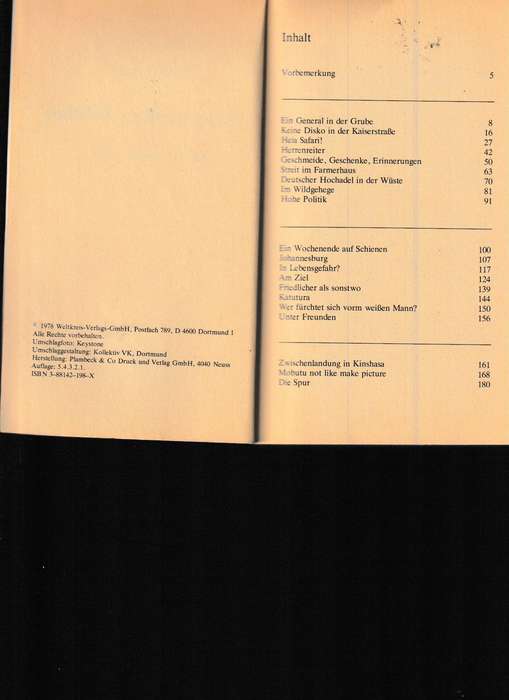 © 1978 Weltkreis-Verlags-GmbH, Postfach 789, D 4600 Dortmund 1
Alle Rechte vorbehalten.
Umschlagfoto: Keystone
Umschlaggestaltung: Kollektiv VK, Dortmund
Herstellung: Plambeck & Co Druck und Verlag GmbH, 4040 Neuss
Auflage: 5.4.3.2.1.
ISBN 3-88142-198-X
Inhalt
Vorbemerkung 5
Ein General in der Grube 8
Keine Disko in der Kaiserstraße 16
Heia Safari! 27
Herrenreiter 42
Geschmeide, Geschenke, Erinnerungen 50
Streit im Farmerhaus 63
Deutscher Hochadel in der Wüste 70
Im Wildgehege 81
Hohe Politik 91
Ein Wochenende auf Schienen 100
Johannesburg 107
In Lebensgefahr? 117
Am Ziel 124
Friedlicher als sonstwo 139
Katutura 144
Wer fürchtet sich vorm weißen Mann? 150
Unter Freunden 156
Zwischenlandung in Kinshasa 161
Mobutu not like make picture 168
Die Spur 180